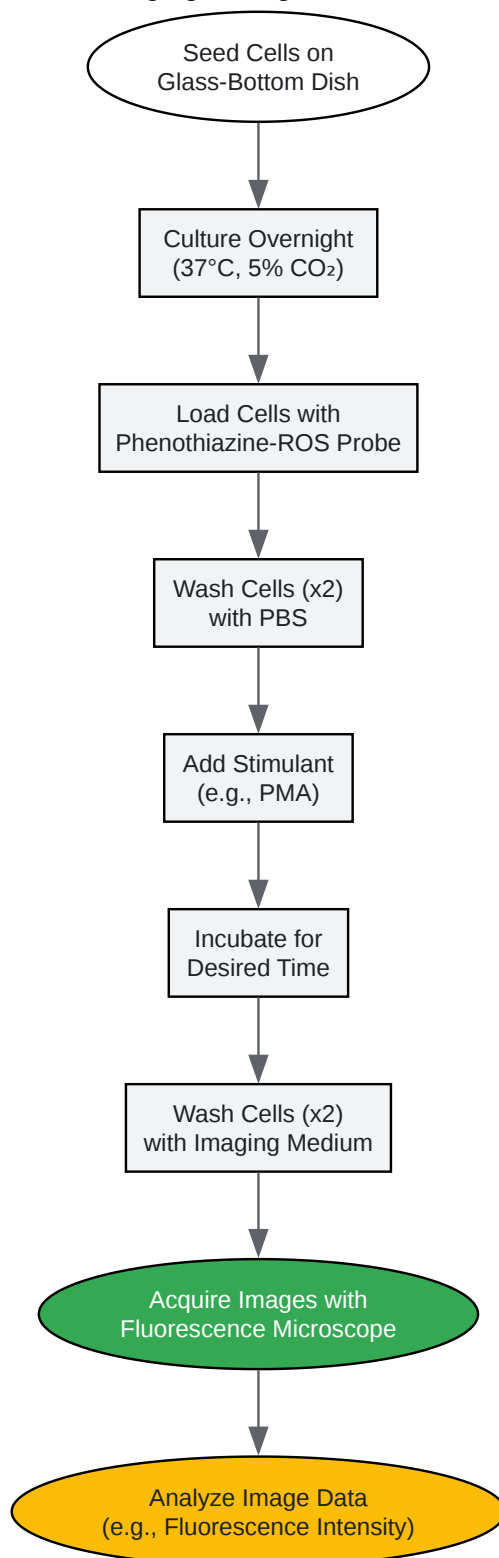 Seed Cells on
Glass-Bottom Dish
Culture Overnight
(37°C, 5% CO₂)
Load Cells with
Phenothiazine-ROS Probe
Wash Cells (x2)
with PBS
Add Stimulant
(e.g., PMA)
Incubate for
Desired Time
Wash Cells (x2)
with Imaging Medium
Acquire Images with
Fluorescence Microscope
Analyze Image Data
(e.g., Fluorescence Intensity)